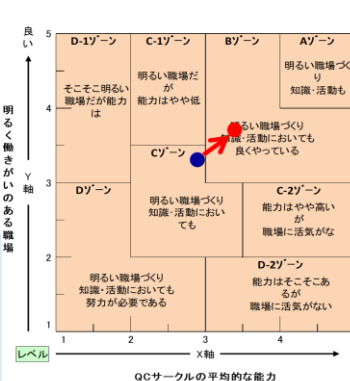 良い
5
D-1ゾーン
C-1ゾーン
Bゾーン
Aゾーン
そこそこ明るい
職場だが能力
は
明るい職場だ
が
能力はやや低
明るい職場づく
り
知識・活動も
4
明るく働きがいのある職場
Y軸
るい職場づくり
知識・活動においても
良くやっている
Cゾーン
3
Dゾーン
明るい職場づくり
知識・活動におい
ても
C-2ゾーン
能力はやや高い
が
職場に活気がな
2
明るい職場づくり
知識・活動においても
努力が必要である
D-2ゾーン
能力はそこそこあ
るが
職場に活気がない
1
1
2
3
4
レベル
X軸
QCサークルの平均的な能力